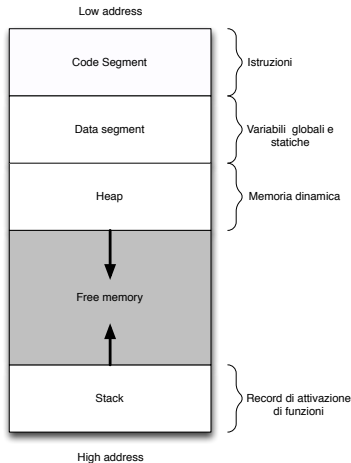 Low address
Code Segment
Istruzioni
Data segment
Variabili globali e
statiche
Heap
Memoria dinamica
Free memory
Stack
Record di attivazione
di funzioni
High address